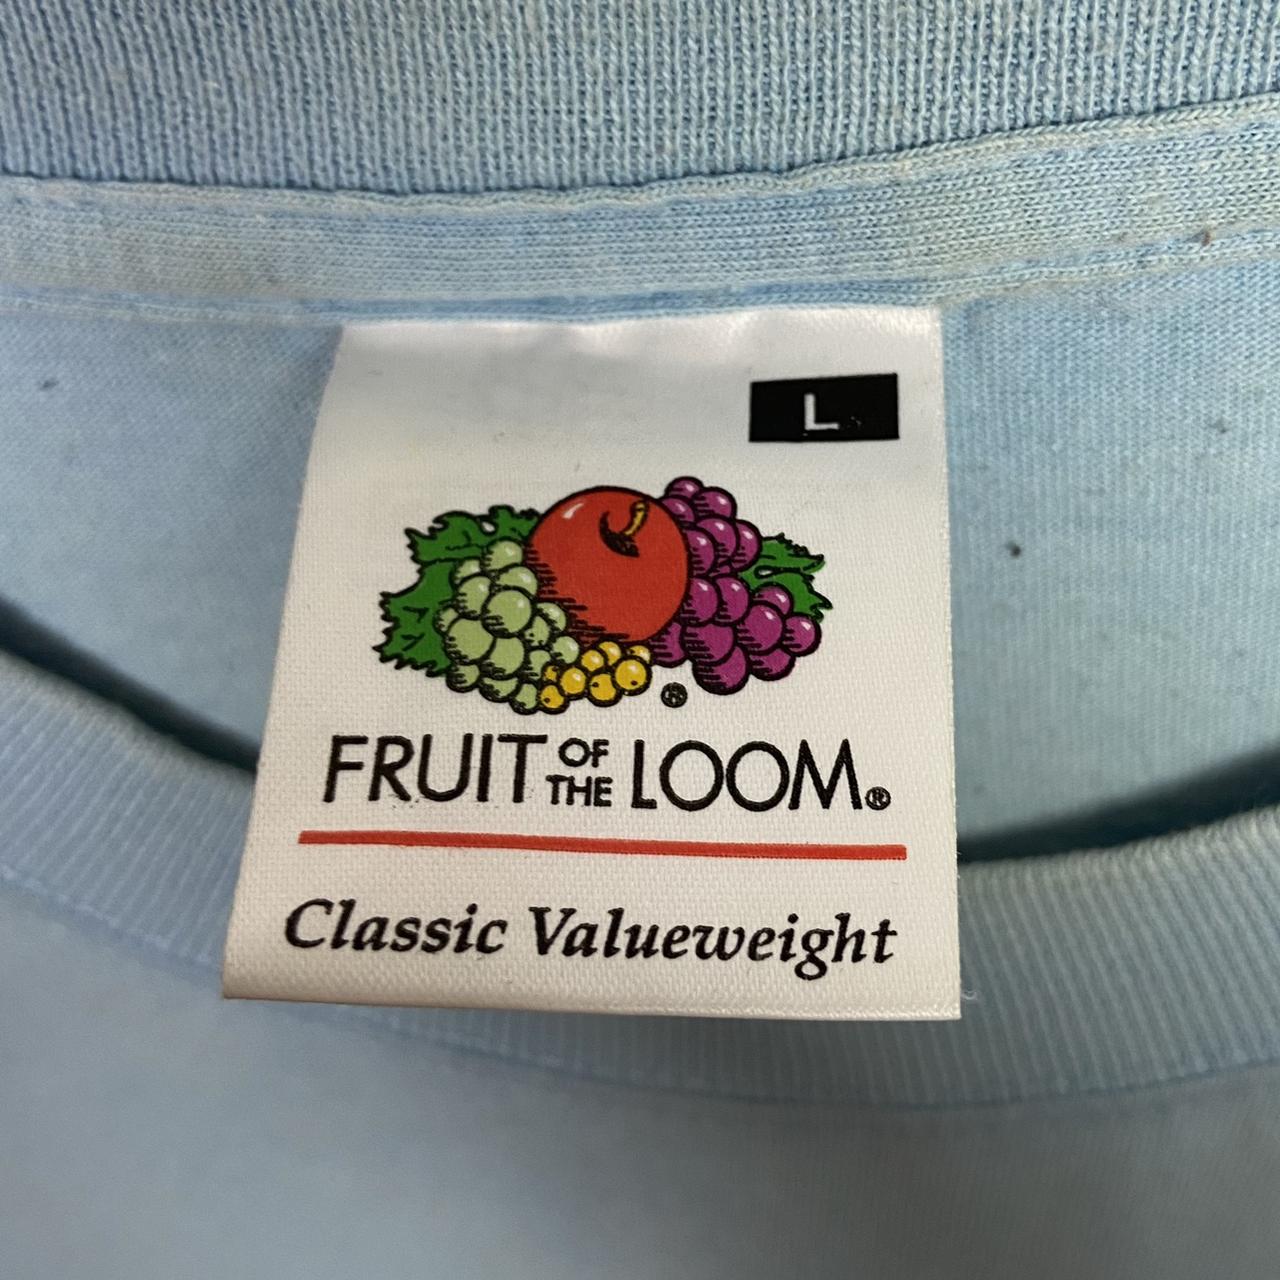 L
®
FRUIT OF THE LOOM®
Classic Valueweight